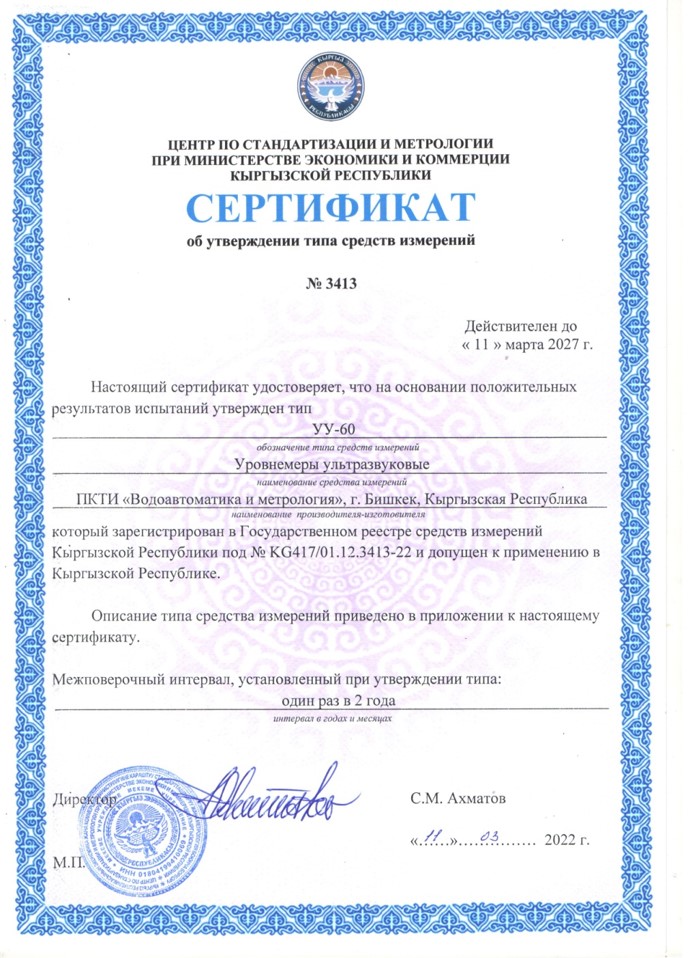 ЦЕНТР ПО СТАНДАРТИЗАЦИИ И МЕТРОЛОГИИ
ПРИ МИНИСТЕРСТВЕ ЭКОНОМИКИ И КОММЕРЦИИ
КЫРГЫЗСКОЙ РЕСПУБЛИКИ
СЕРТИФИКАТ
об утверждении типа средств измерений
№ 3413
Действителен до
« 11 » марта 2027 г.
Настоящий сертификат удостоверяет, что на основании положительных
результатов испытаний утвержден тип
УУ-60
обозначение типа средств измерений
Уровнемеры ультразвуковые
наименование средства измерений
ПКТИ «Водоавтоматика и метрология», г. Бишкек, Кыргызская Республика
наименование производителя-изготовителя
который зарегистрирован в Государственном реестре средств измерений
Кыргызской Республики под № KG417/01.12.3413-22 и допущен к применению в
Кыргызской Республике.
Описание типа средства измерений приведено в приложении к настоящему
сертификату.
Межповерочный интервал, установленный при утверждении типа:
один раз в 2 года
интервал в годах и месяцах
Директор
С.М. Ахматов
«.11..»...03............ 2022 г.
М.П.